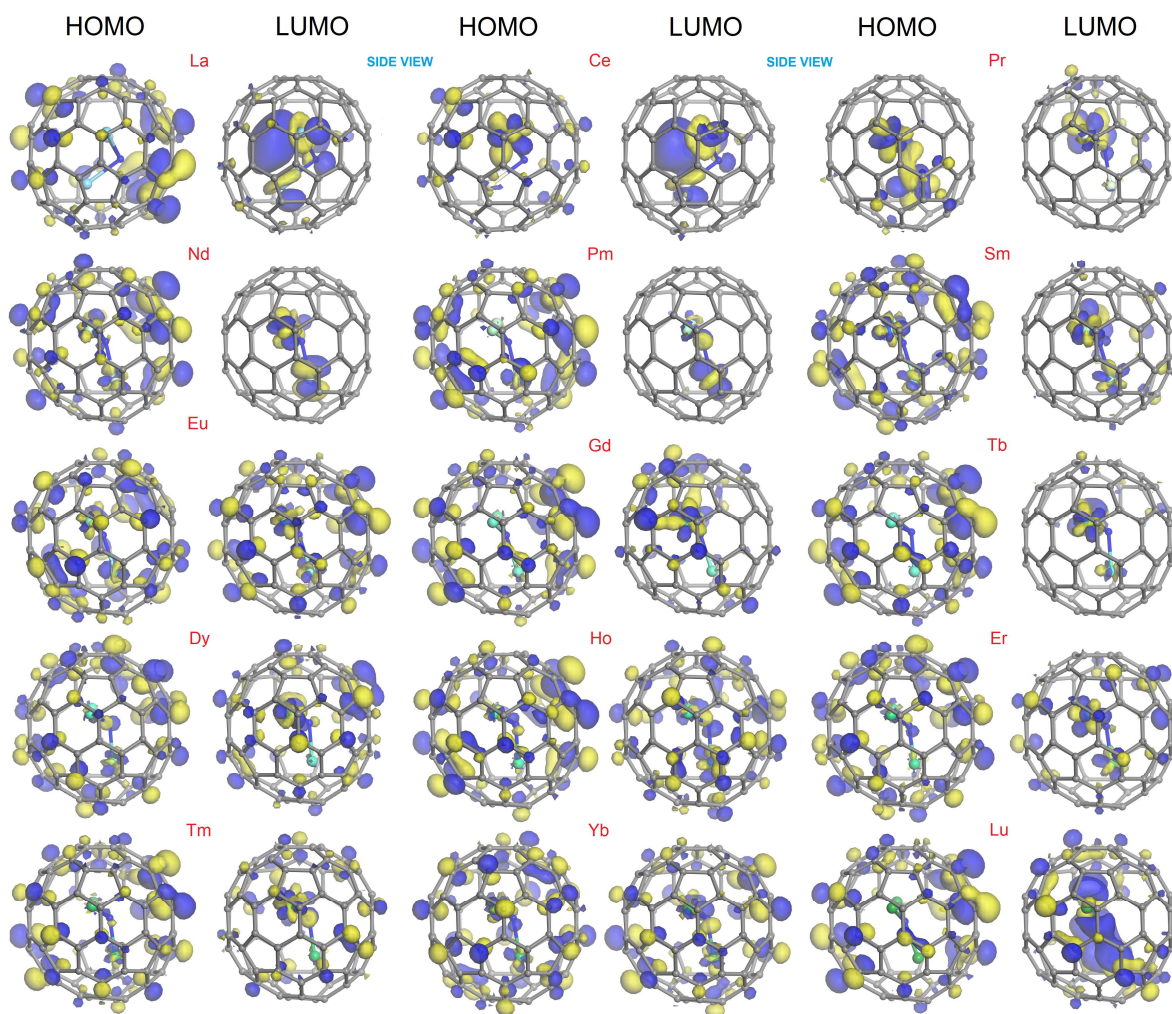 HOMO LUMO HOMO LUMO HOMO LUMO
La SIDE VIEW Ce SIDE VIEW Pr
Nd Pm Sm
Eu Gd Tb
Dy Ho Er
Tm Yb Lu